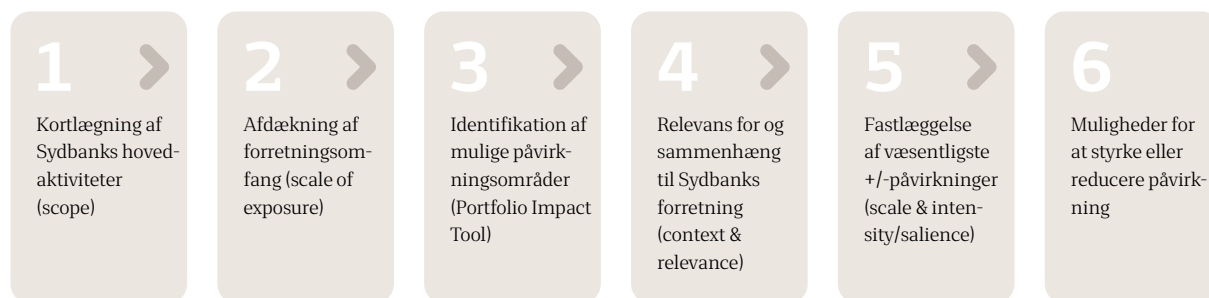 1
Kortlægning af
Sydbanks hoved-
aktiviteter
(scope)
2
Afdækning af
forretningsom-
fang (scale of
exposure)
3
Identifikation af
mulige påvirk-
ningsområder
(Portfolio Impact
Tool)
4
Relevans for og
sammenhæng
til Sydbanks
forretning
(context &
relevance)
5
Fastlæggelse
af væsentligste
+/-påvirkninger
(scale & inten-
sity/salience)
6
Muligheder for
at styrke eller
reducere påvirk-
ning